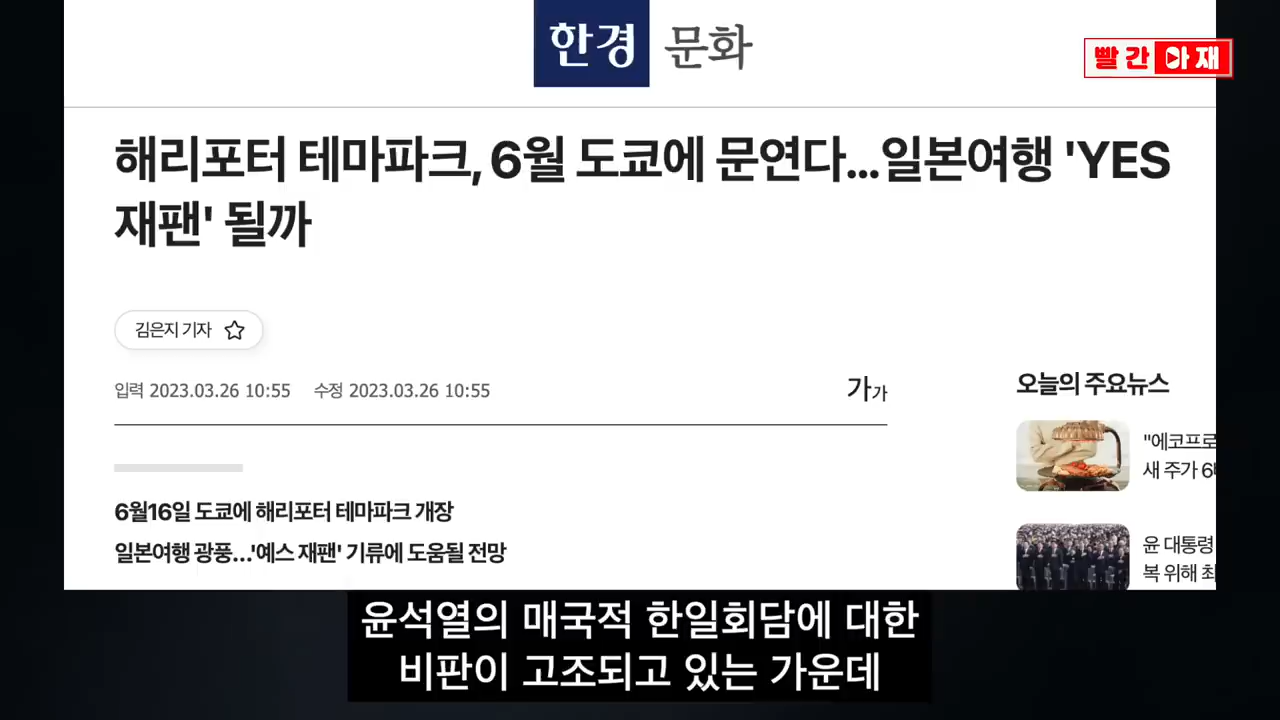 한경 문화
빨간아재
해리포터 테마파크, 6월 도쿄에 문연다...일본여행 'YES
재팬' 될까
김은지 기자
입력 2023.03.26 10:55 수정 2023.03.26 10:55
가가
오늘의 주요뉴스
"에코프로
새 주가 6
6월16일 도쿄에 해리포터 테마파크 개장
일본여행 광풍...'예스 재팬' 기류에 도움될 전망
윤 대통령
복 위해 최
윤석열의 매국적 한일회담에 대한
비판이 고조되고 있는 가운데